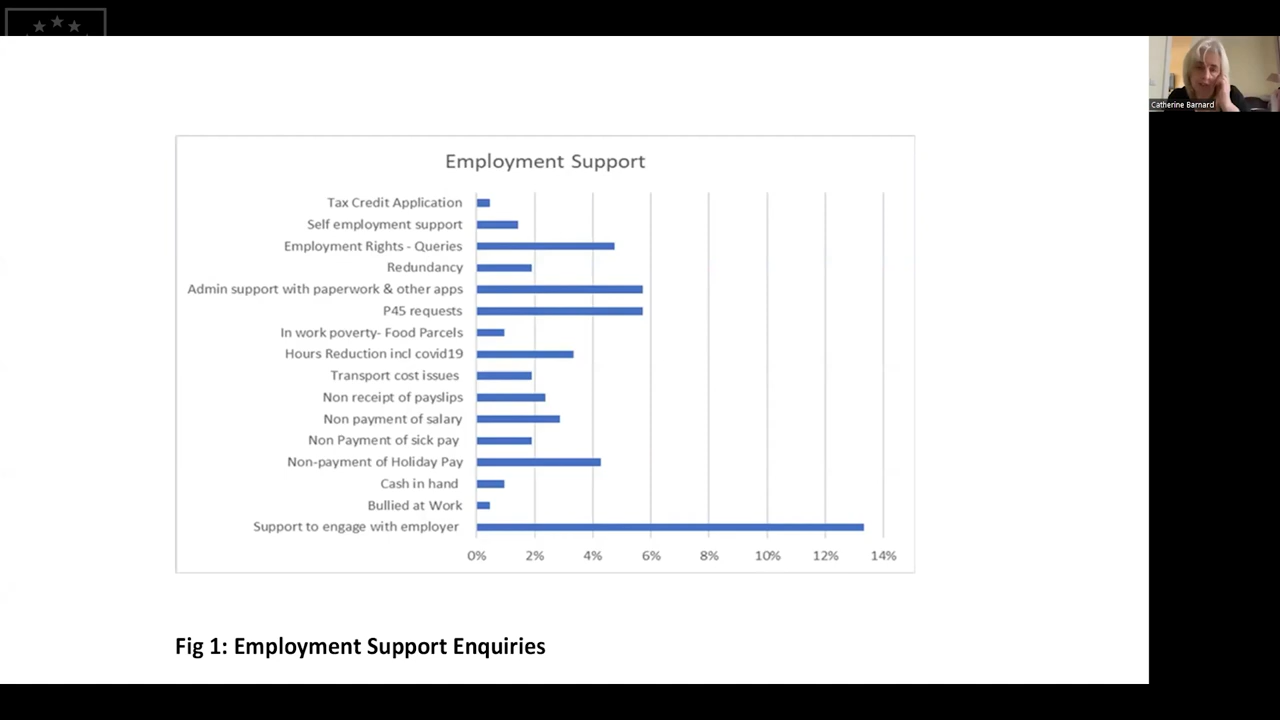 Catherine Barnard
Employment Support
Tax Credit Application
Self employment support
Employment Rights - Queries
Redundancy
Admin support with paperwork & other apps
P45 requests
In work poverty- Food Parcels
Hours Reduction incl covid19
Transport cost issues
Non receipt of payslips
Non payment of salary
Non Payment of sick pay
Non-payment of Holiday Pay
Cash in hand
Bullied at Work
Support to engage with employer
0% 2% 4% 6% 8% 10% 12% 14%
Fig 1: Employment Support Enquiries